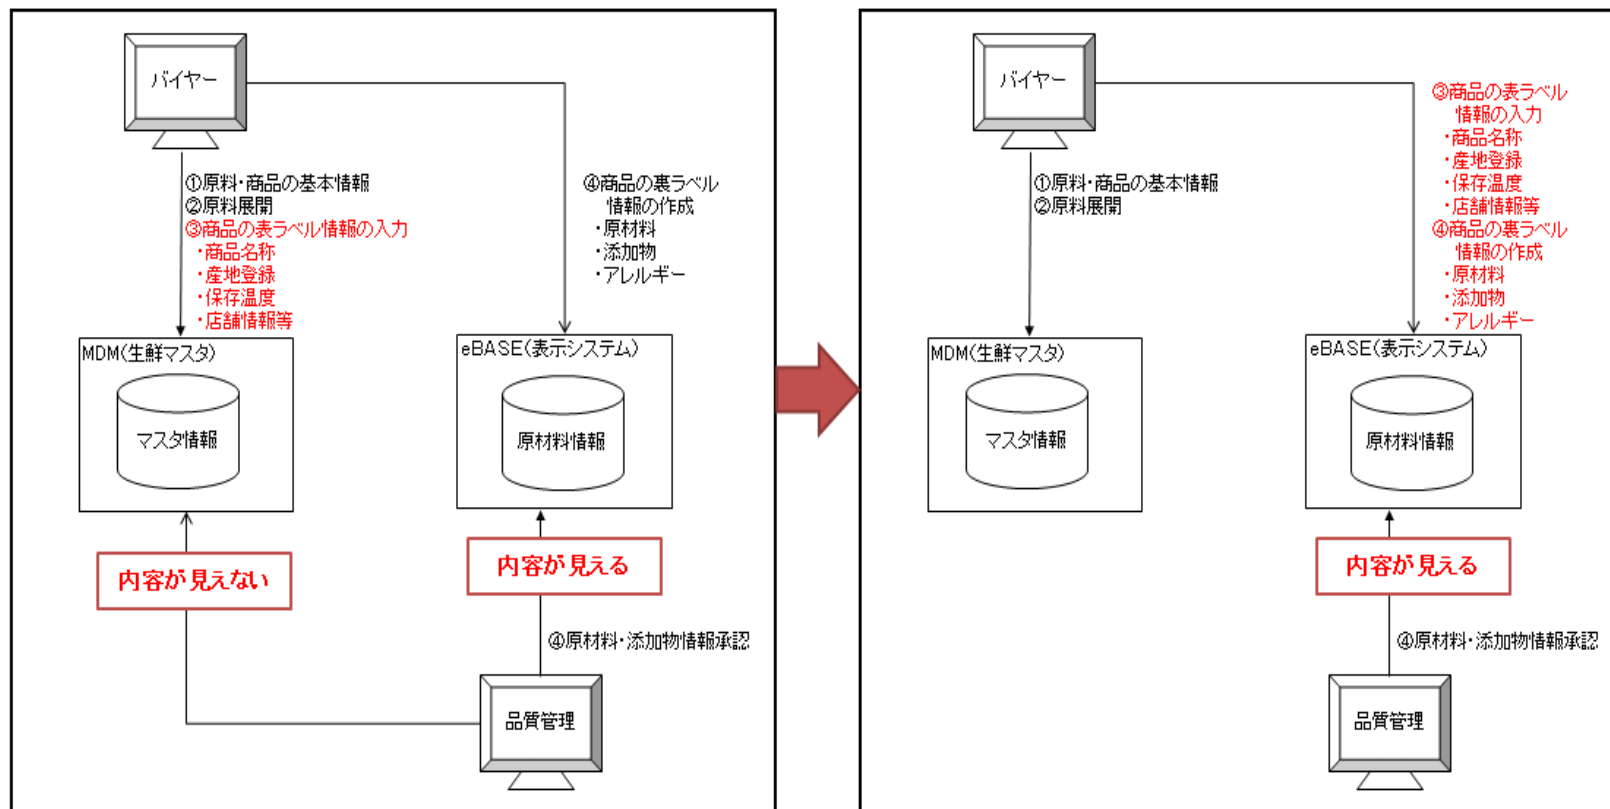 バイヤー
①原料・商品の基本情報
②原料展開
③商品の表ラベル情報の入力
・商品名称
・産地登録
・保存温度
・店舗情報等
④商品の裏ラベル
情報の作成
・原材料
・添加物
・アレルギー
MDM(生鮮マスタ)
マスタ情報
eBASE(表示システム)
原材料情報
内容が見えない
内容が見える
④原材料・添加物情報承認
品質管理
バイヤー
①原料・商品の基本情報
②原料展開
③商品の表ラベル
情報の入力
・商品名称
・産地登録
・保存温度
・店舗情報等
④商品の裏ラベル
情報の作成
・原材料
・添加物
・アレルギー
MDM(生鮮マスタ)
マスタ情報
eBASE(表示システム)
原材料情報
内容が見える
④原材料・添加物情報承認
品質管理